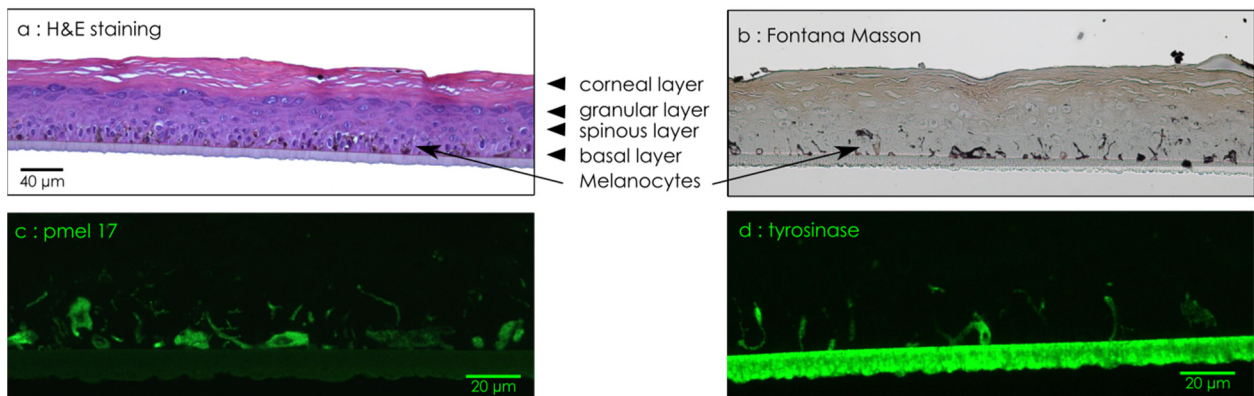 a : H&E staining
b : Fontana Masson
corneal layer
granular layer
spinous layer
basal layer
Melanocytes
40 µm
c : pmel 17
d : tyrosinase
20 µm
20 µm